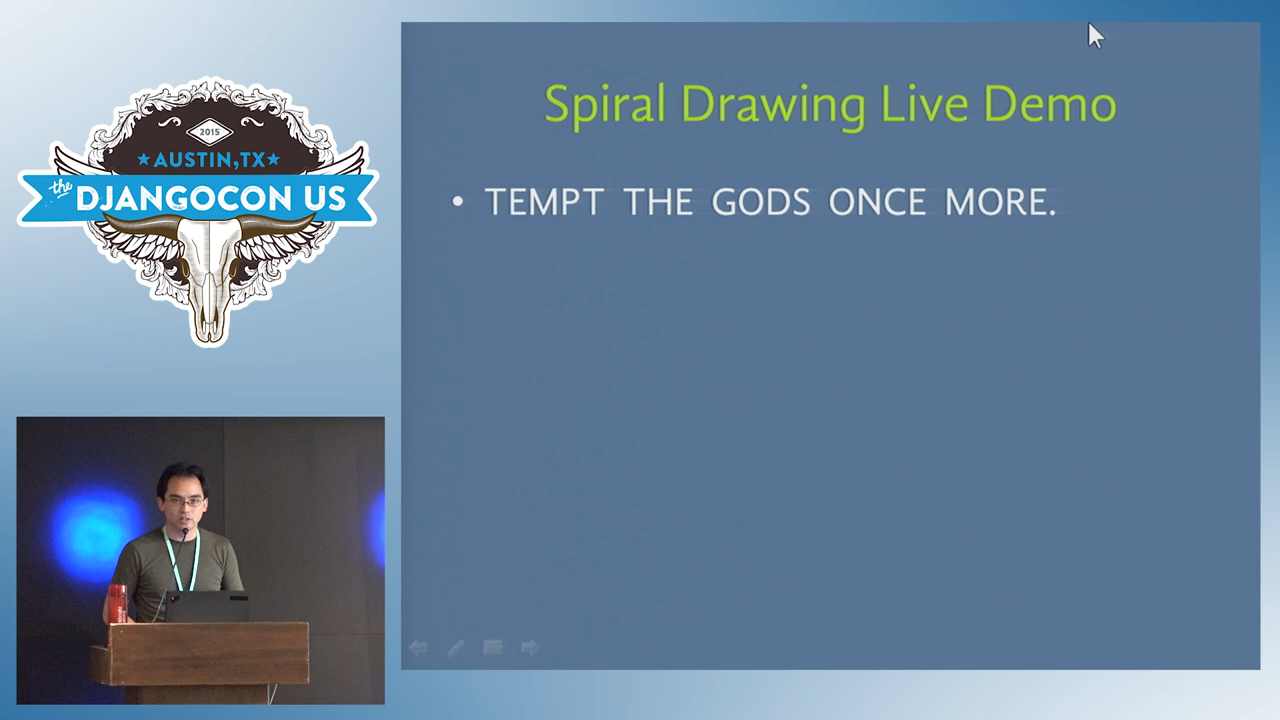 2015
★AUSTIN,TX★
the DJANGOCON US
Spiral Drawing Live Demo
• TEMPT THE GODS ONCE MORE.